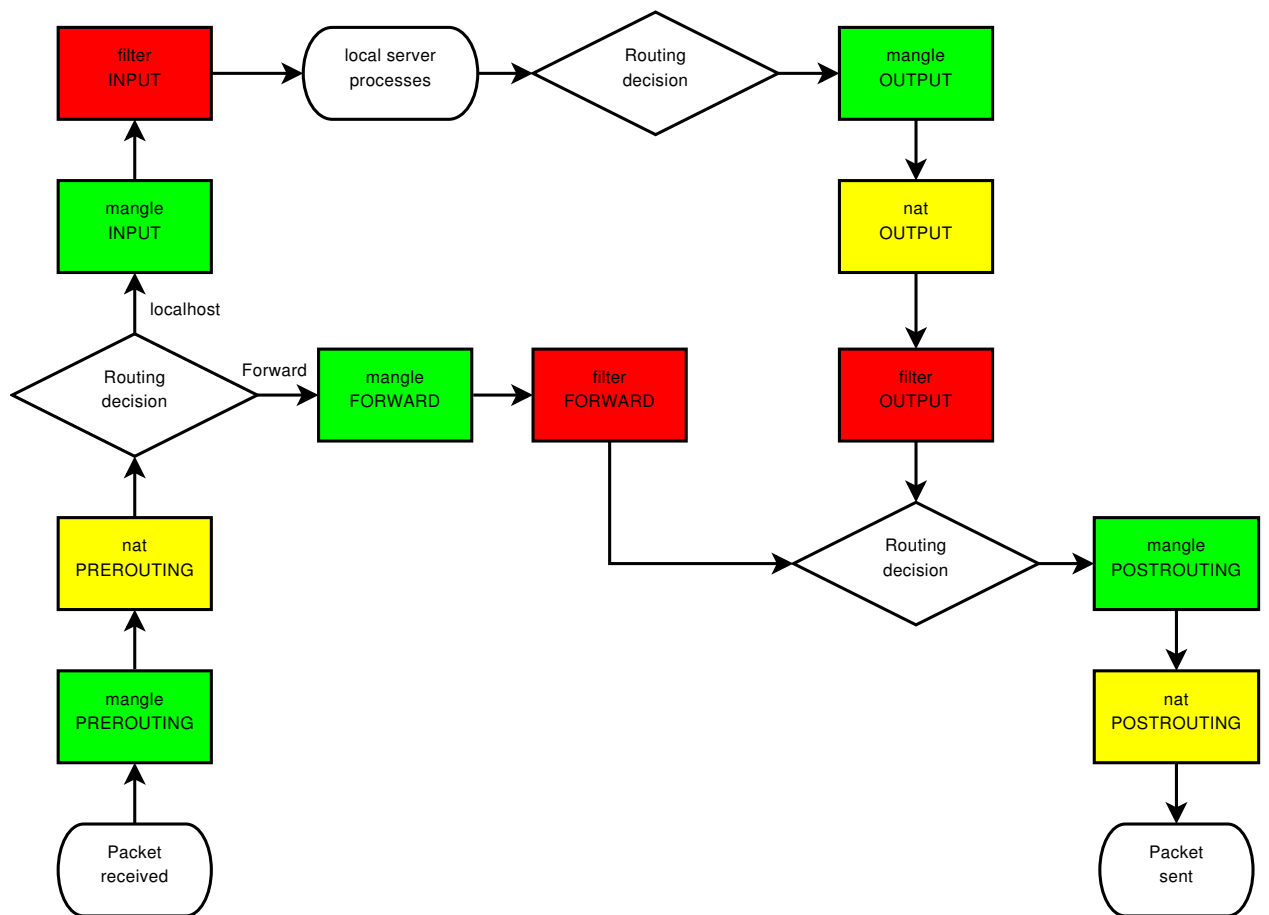 filter
INPUT
local server
processes
Routing
decision
mangle
OUTPUT
mangle
INPUT
nat
OUTPUT
localhost
Routing
decision
Forward
mangle
FORWARD
filter
FORWARD
filter
OUTPUT
nat
PREROUTING
Routing
decision
mangle
POSTROUTING
mangle
PREROUTING
nat
POSTROUTING
Packet
received
Packet
sent